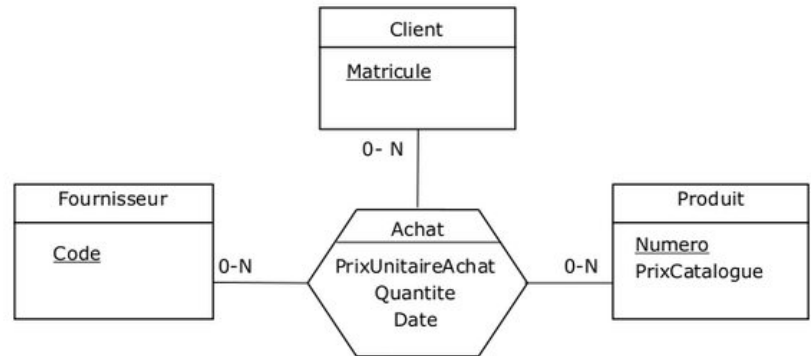 Client
Matricule
0- N
Fournisseur
Code
0-N
Achat
PrixUnitaireAchat
Quantite
Date
0-N
Produit
Numero
PrixCatalogue